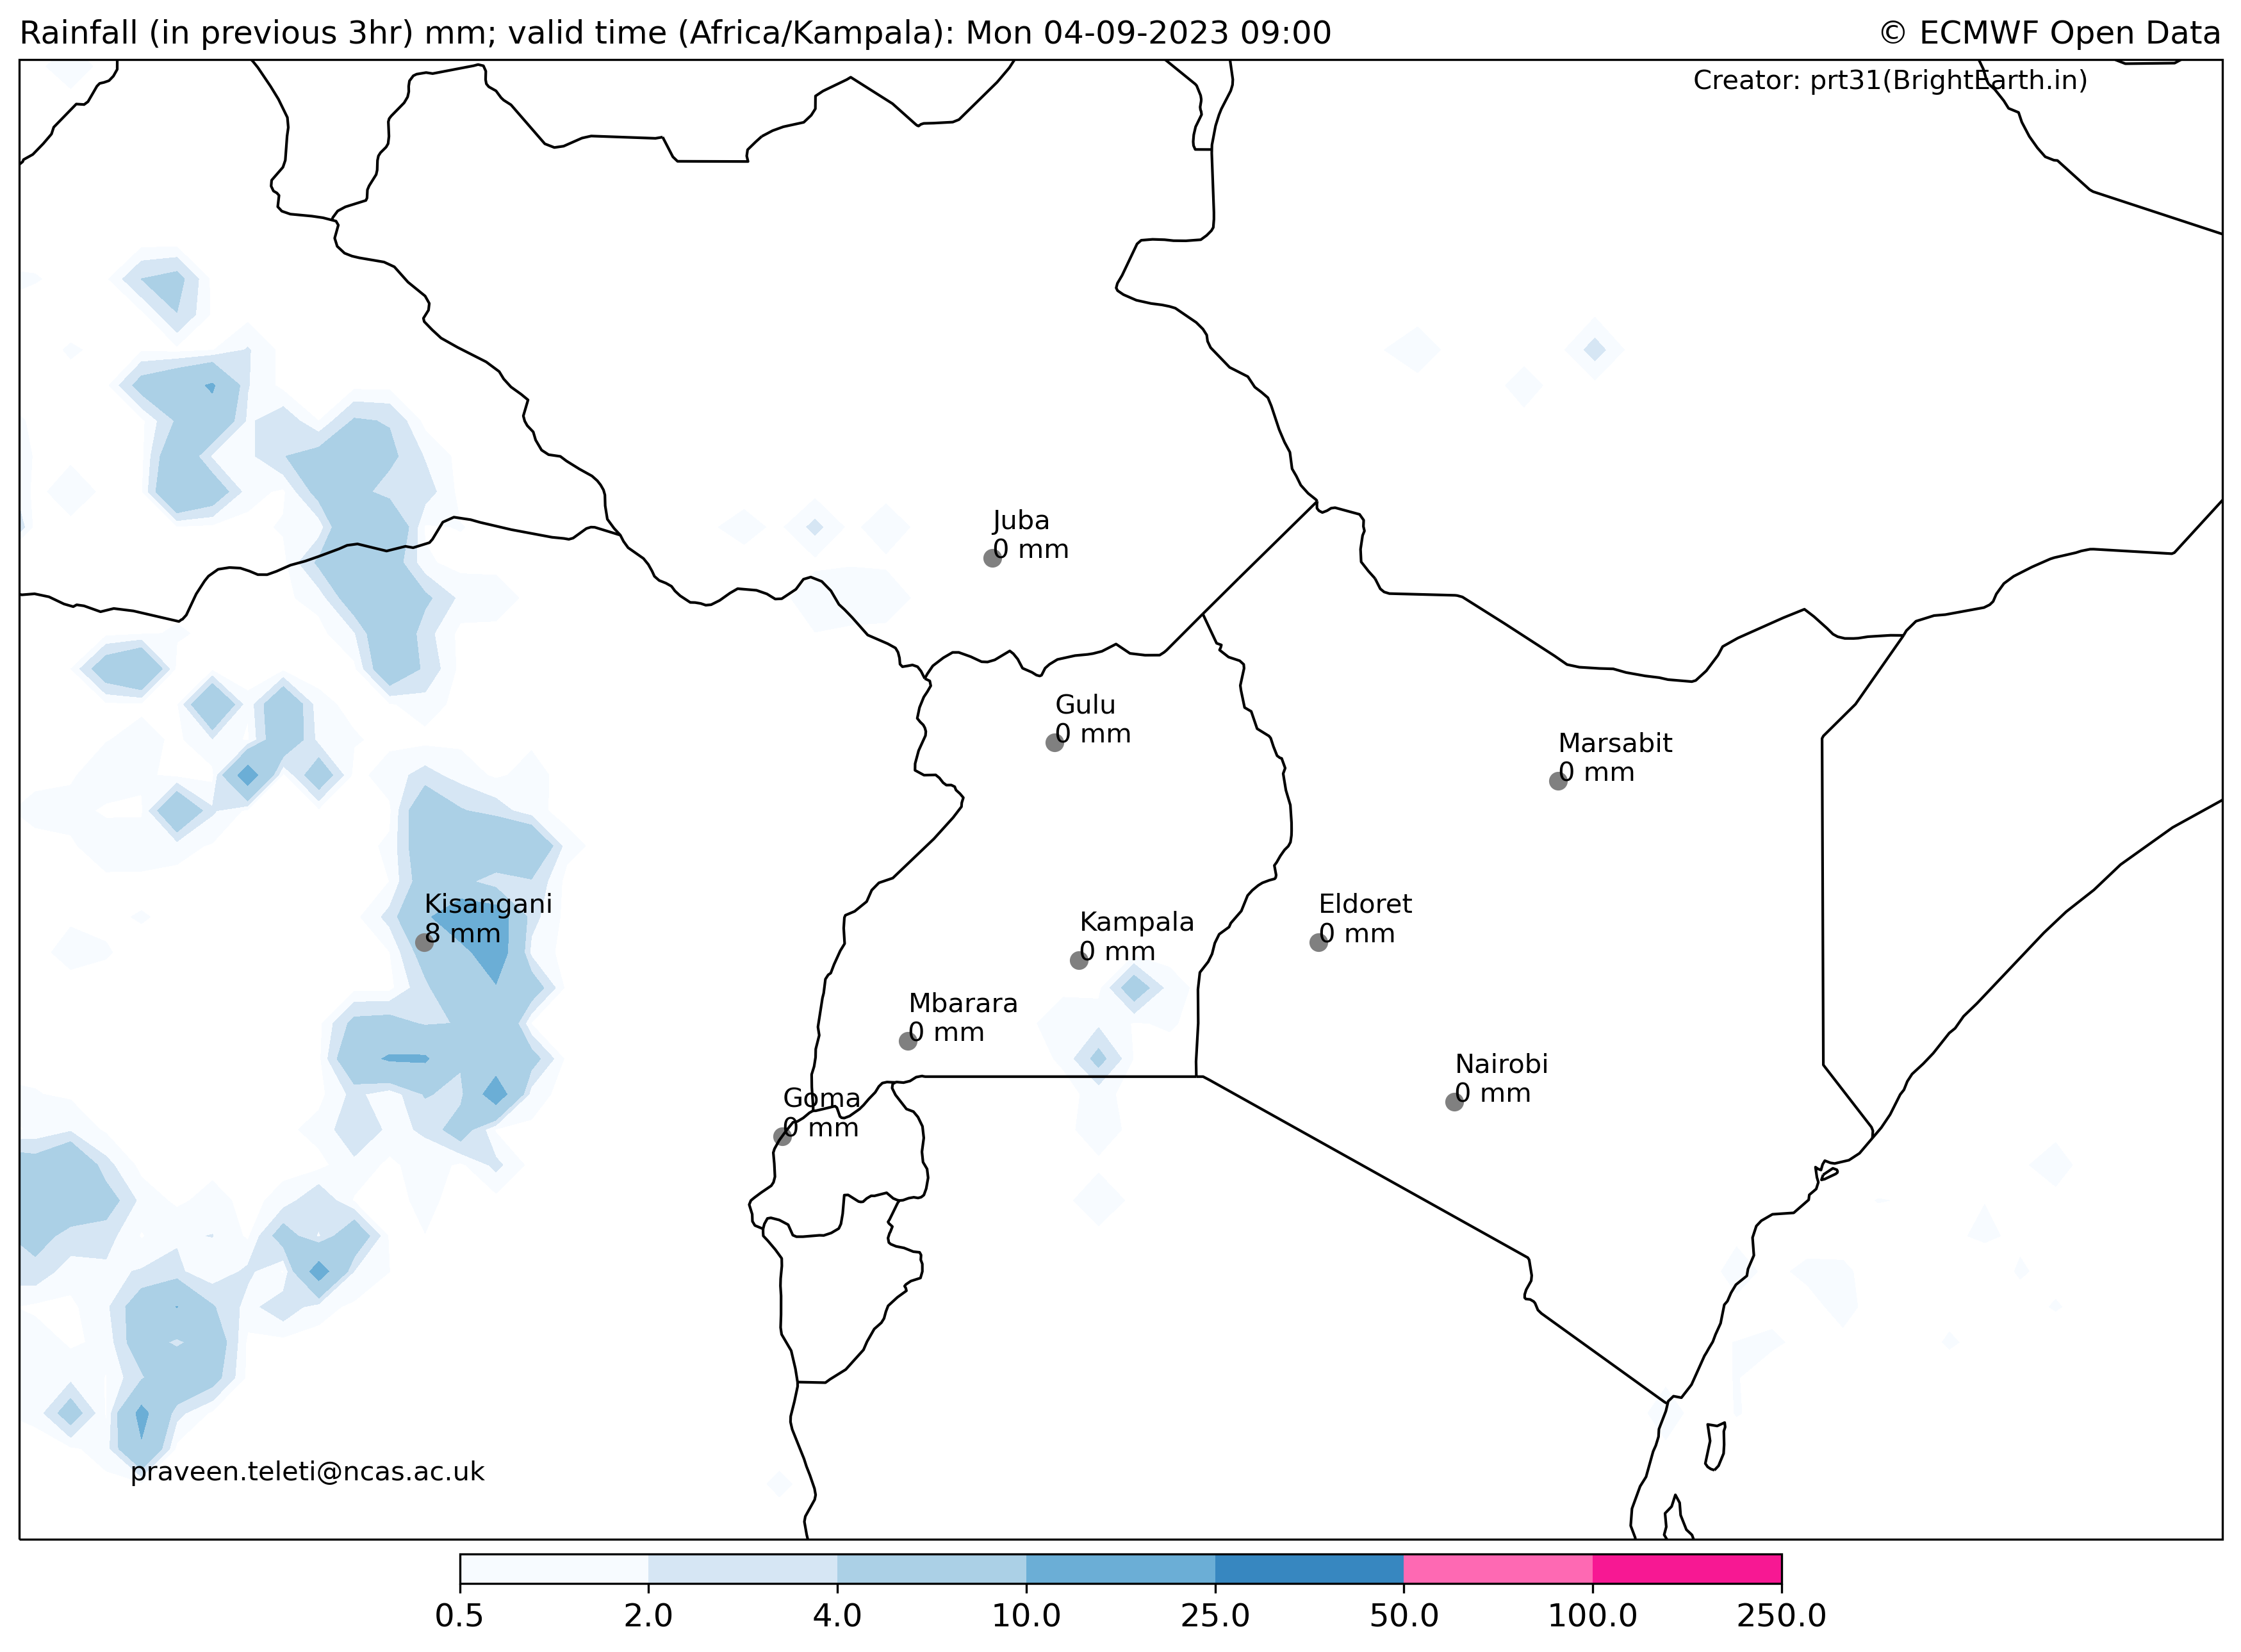 Rainfall (in previous 3hr) mm; valid time (Africa/Kampala): Mon 04-09-2023 09:00
© ECMWF Open Data
Creator: prt31(BrightEarth.in)
Juba
0 mm
Gulu
0 mm
Marsabit
0 mm
Kisangani
8 mm
Kampala
0 mm
Eldoret
0 mm
Mbarara
0 mm
Nairobi
0 mm
Goma
0 mm
praveen.teleti@ncas.ac.uk
0.5 2.0 4.0 10.0 25.0 50.0 100.0 250.0